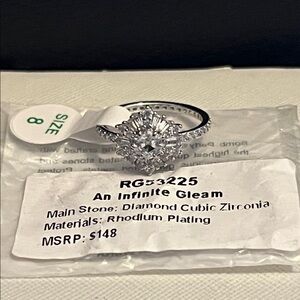 SIZE
8
RG53225
An Infinite Gleam
Main Stone: Diamond Cubic Zirconia
Materials: Rhodium Plating
MSRP: $148